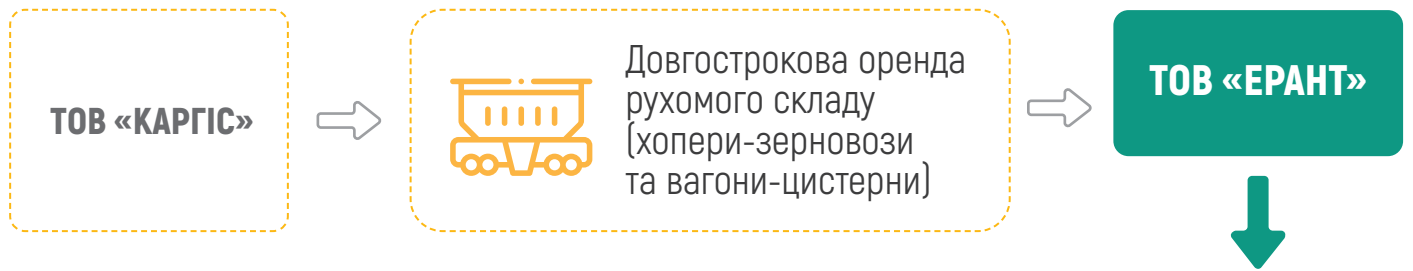 ТОВ «КАРГІС»
Довгострокова оренда
рухомого складу
(хопери-зерновози
та вагони-цистерни)
ТОВ «ЕРАНТ»